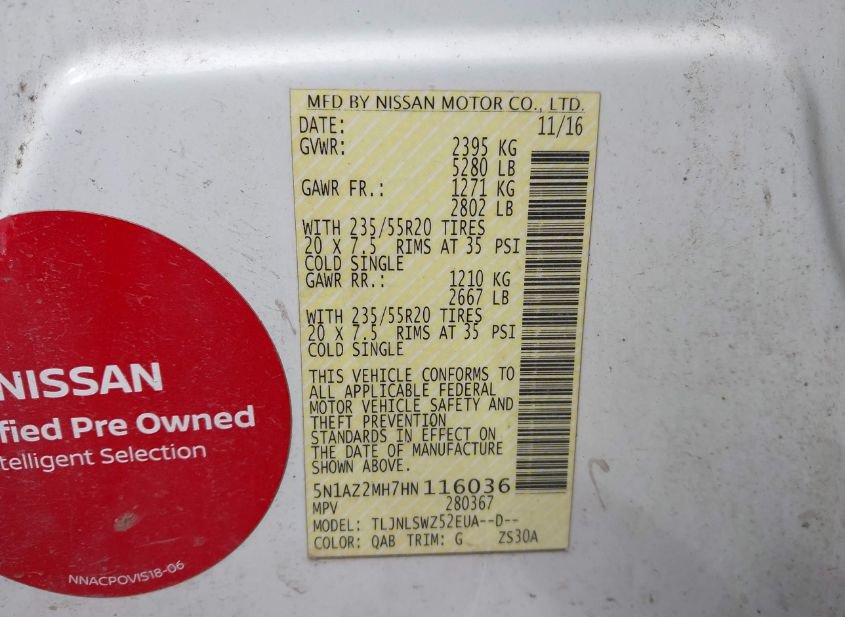 MFD BY NISSAN MOTOR CO., LTD.
DATE: 11/16
GVWR: 2395 KG
5280 LB
GAWR FR.: 1271 KG
2802 LB
WITH 235/55R20 TIRES
20 X 7.5 RIMS AT 35 PSI
COLD SINGLE
GAWR RR.: 1210 KG
2667 LB
WITH 235/55R20 TIRES
20 X 7.5 RIMS AT 35 PSI
COLD SINGLE
THIS VEHICLE CONFORMS TO
ALL APPLICABLE FEDERAL
MOTOR VEHICLE SAFETY AND
THEFT PREVENTION
STANDARDS IN EFFECT ON
THE DATE OF MANUFACTURE
SHOWN ABOVE.
5N1AZ2MH7HN116036
MPV 280367
MODEL: TLJNLSWZ52EUA--D--
COLOR: QAB TRIM: G ZS30A
NISSAN
fied Pre Owned
telligent Selection
NNACPOVIS18-06